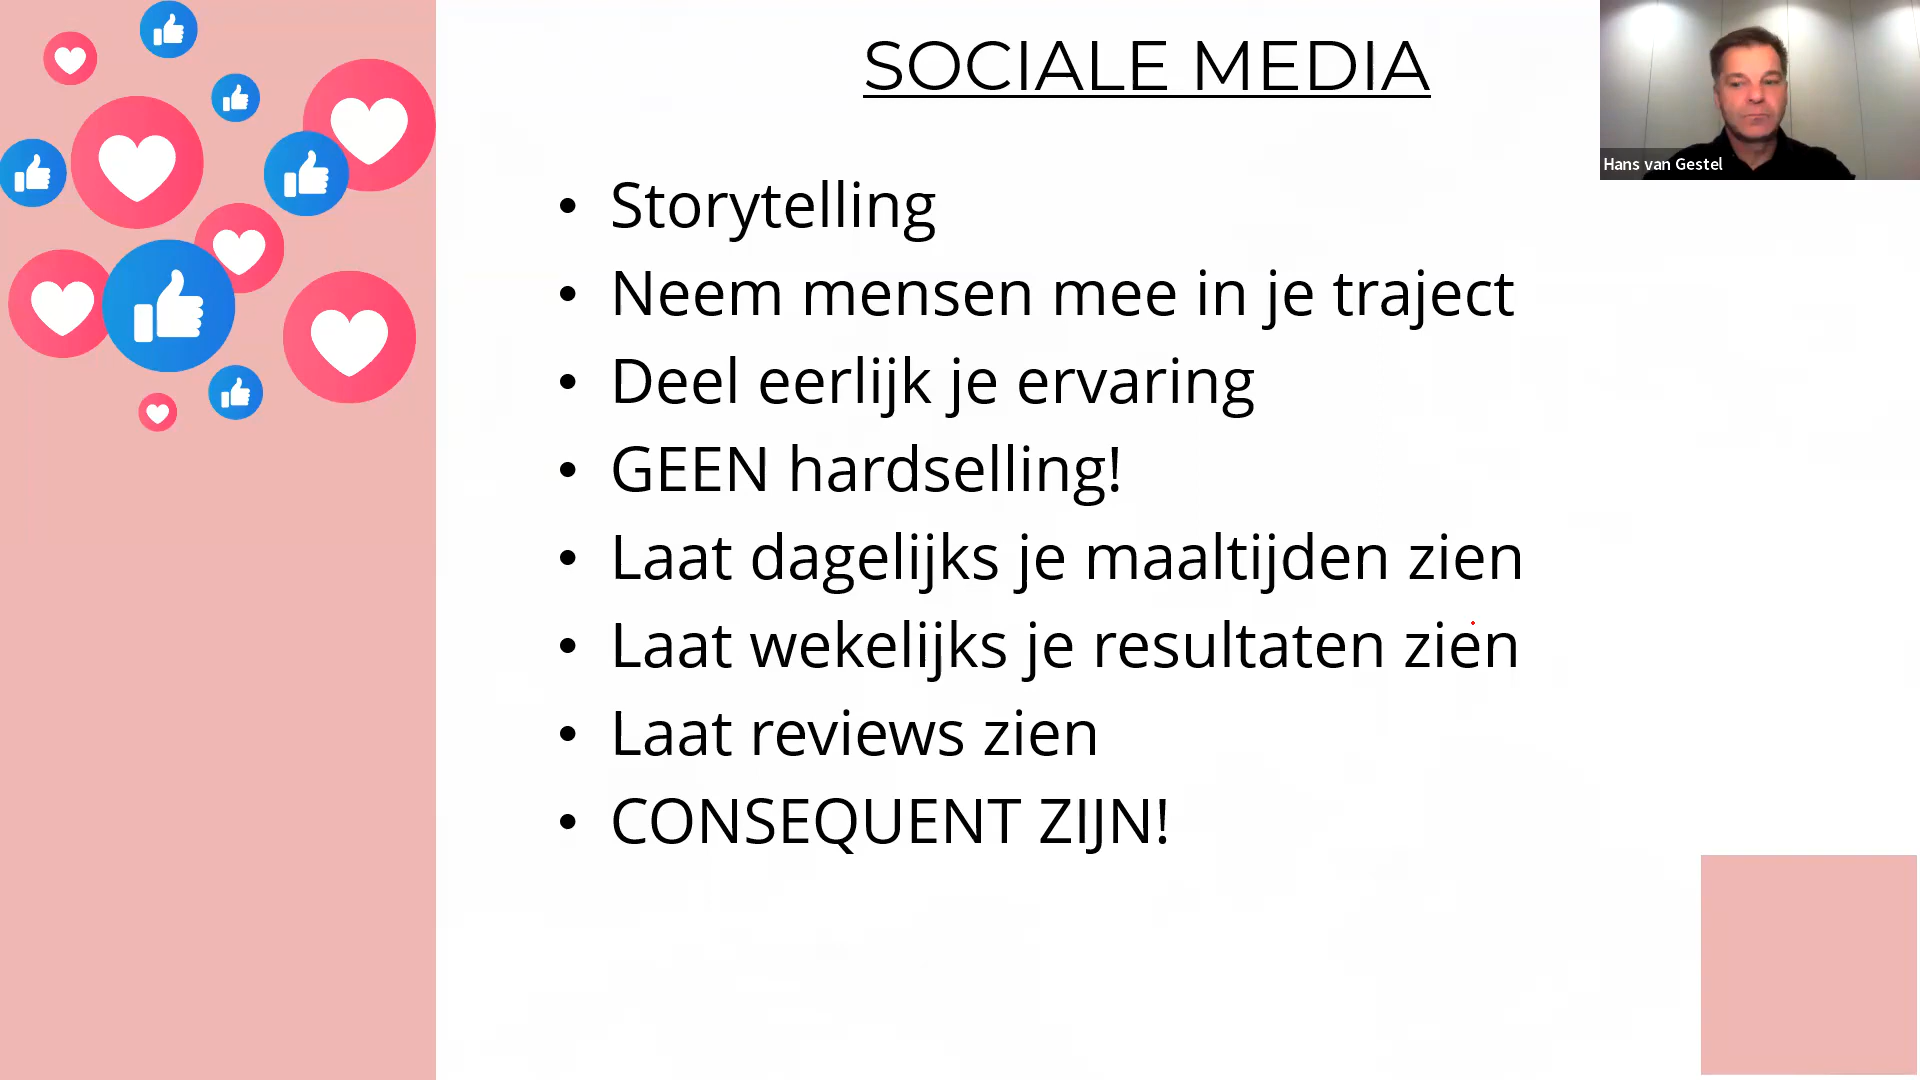 SOCIALE MEDIA
Hans van Gestel
• Storytelling
• Neem mensen mee in je traject
• Deel eerlijk je ervaring
• GEEN hardselling!
• Laat dagelijks je maaltijden zien
• Laat wekelijks je resultaten zien
• Laat reviews zien
• CONSEQUENT ZIJN!